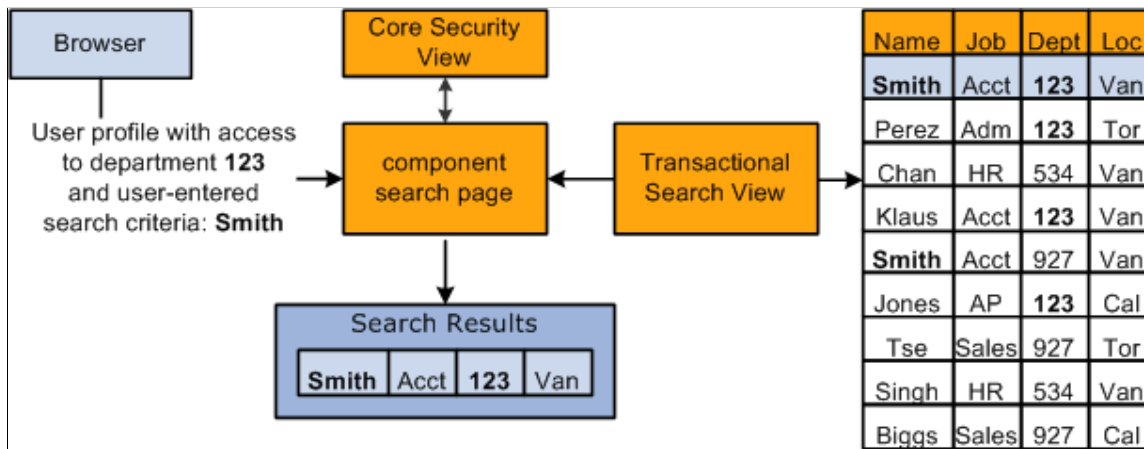 Browser
User profile with access
to department 123
and user-entered
search criteria: Smith
Core Security
View
component
search page
Transactional
Search View
Search Results
Smith Acct 123 Van
Name Job Dept Loc
Smith Acct 123 Van
Perez Adm 123 Tor
Chan HR 534 Van
Klaus Acct 123 Van
Smith Acct 927 Van
Jones AP 123 Cal
Tse Sales 927 Tor
Singh HR 534 Van
Biggs Sales 927 Cal